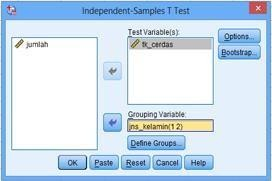 Independent-Samples T Test
jumlah
Test Variable(s):
tk_cerdas
Options...
Bootstrap...
Grouping Variable:
jns_kelamin(1 2)
Define Groups...
OK
Paste
Reset
Cancel
Help